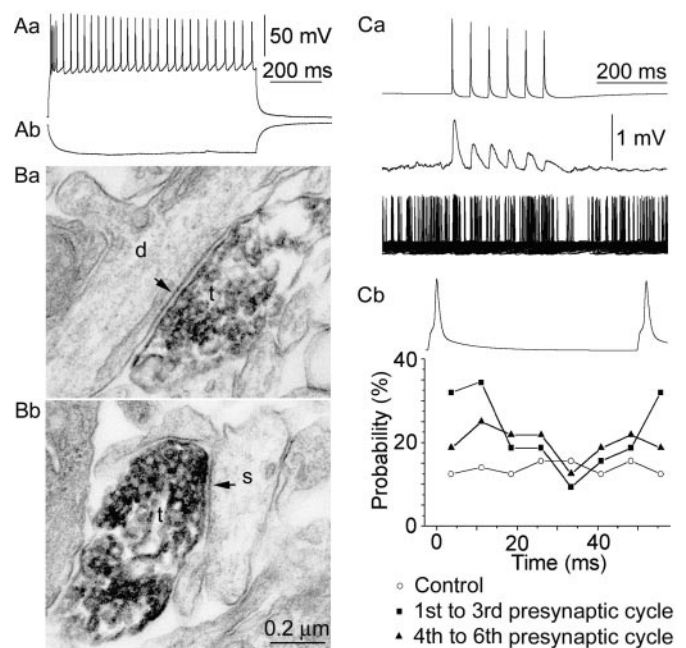 Aa
50 mV
200 ms
Ab
Ba
d
t
Bb
s
t
0.2 μm
Ca
200 ms
1 mV
Cb
Probability (%)
40
20
0
0 20 40
Time (ms)
○ Control
■ 1st to 3rd presynaptic cycle
▲ 4th to 6th presynaptic cycle